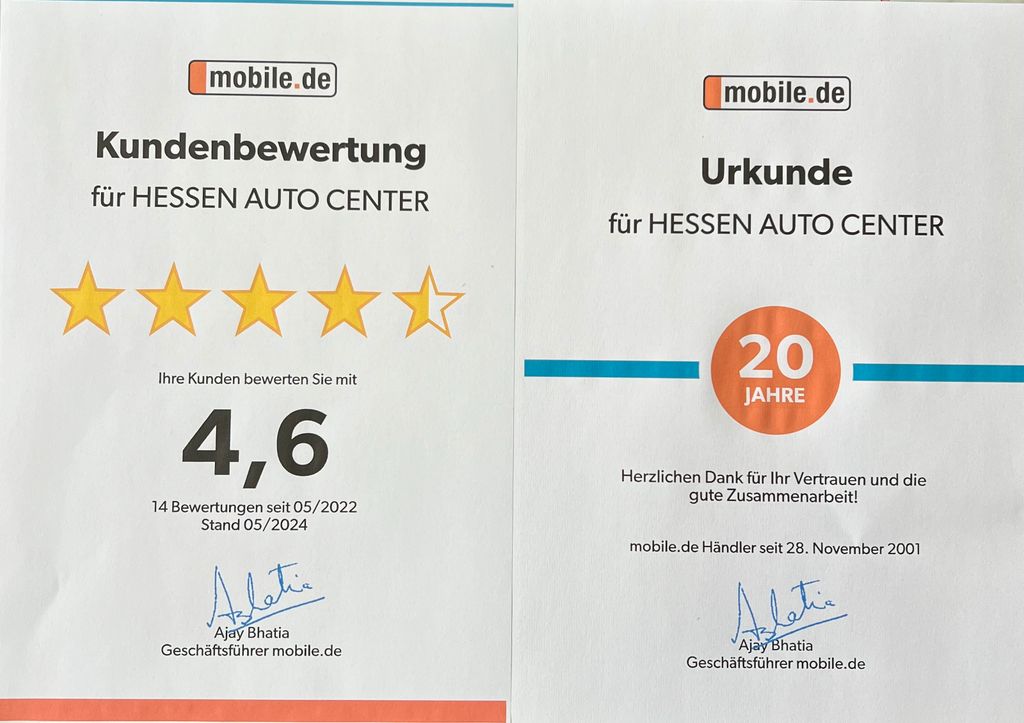 mobile.de
Kundenbewertung
für HESSEN AUTO CENTER
Ihre Kunden bewerten Sie mit
4,6
14 Bewertungen seit 05/2022
Stand 05/2024
ABhatia
Ajay Bhatia
Geschäftsführer mobile.de
mobile.de
Urkunde
für HESSEN AUTO CENTER
20
JAHRE
Herzlichen Dank für Ihr Vertrauen und die
gute Zusammenarbeit!
mobile.de Händler seit 28. November 2001
ABhatia
Ajay Bhatia
Geschäftsführer mobile.de